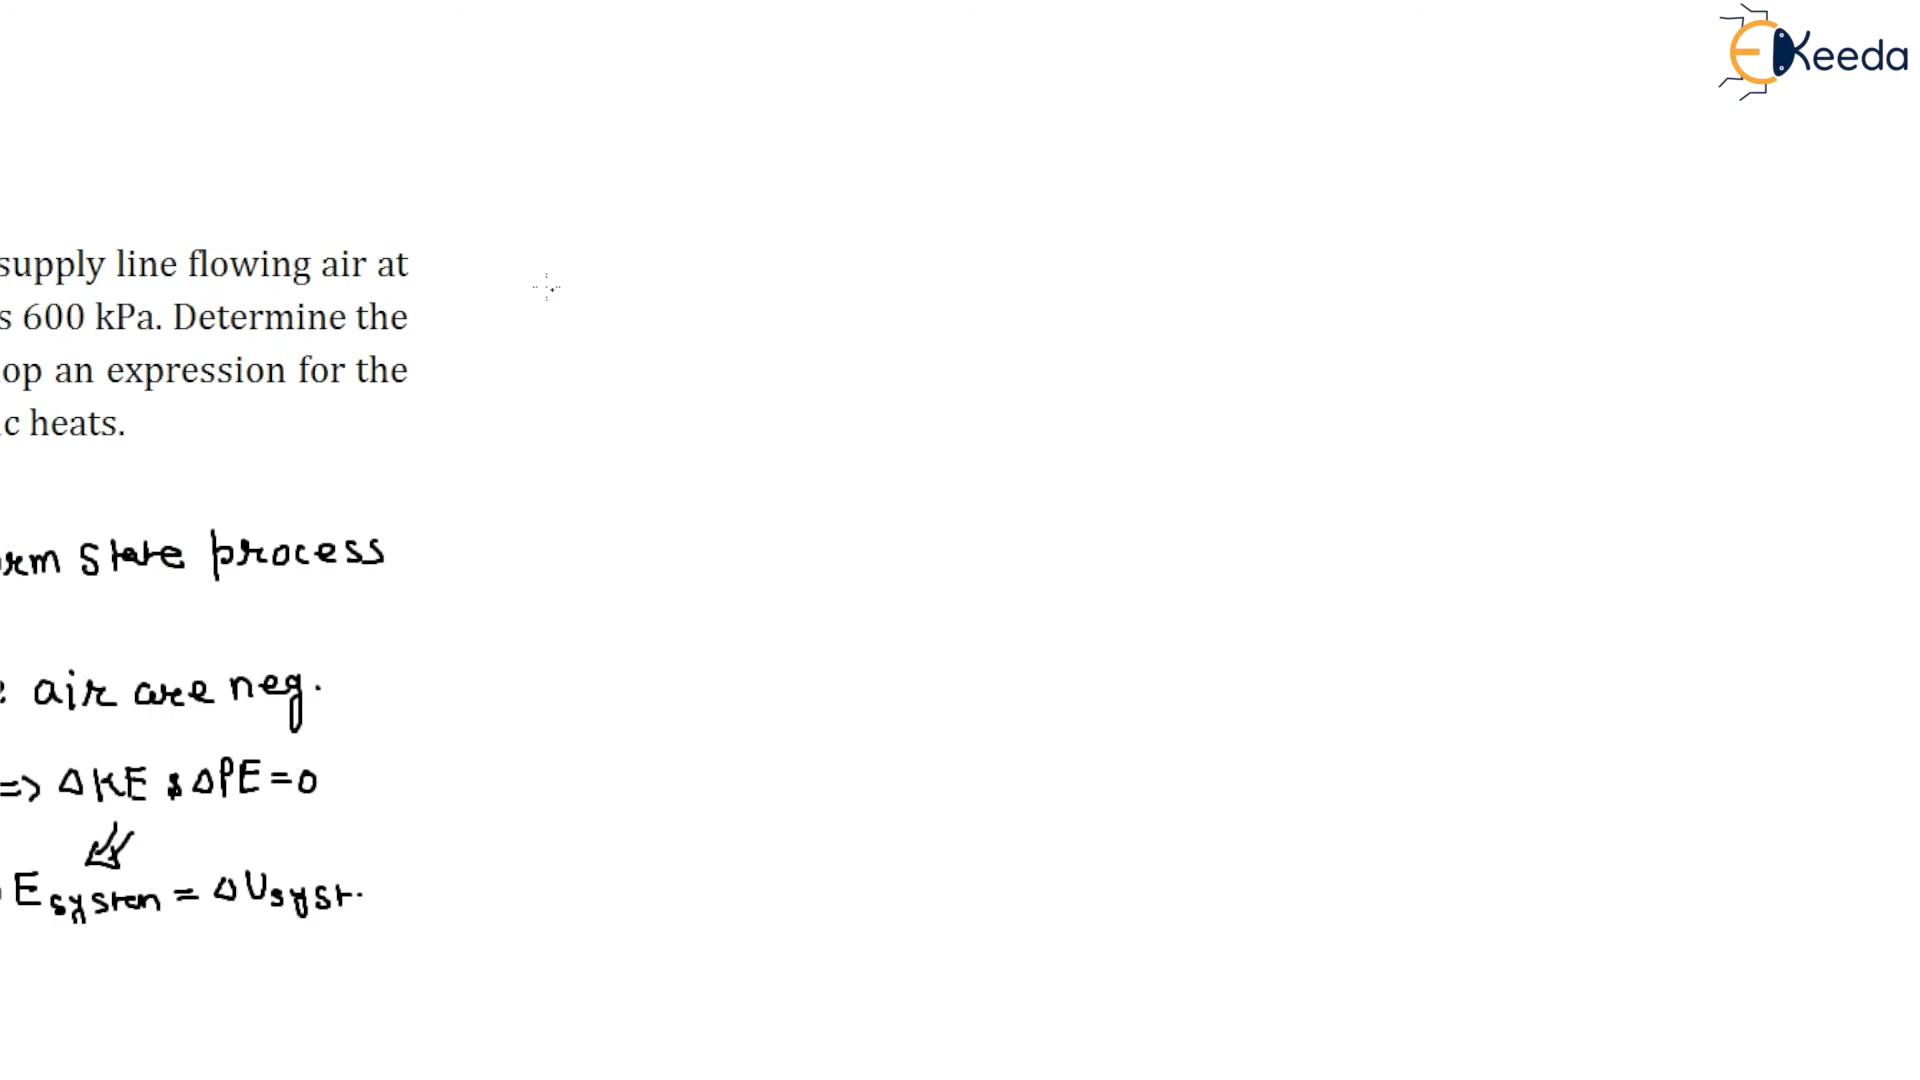 EKeeda
supply line flowing air at
s 600 kPa. Determine the
op an expression for the
c heats.
rm State process
air are neg.
=> ΔKE & ΔPE = 0
E system = ΔU syst.